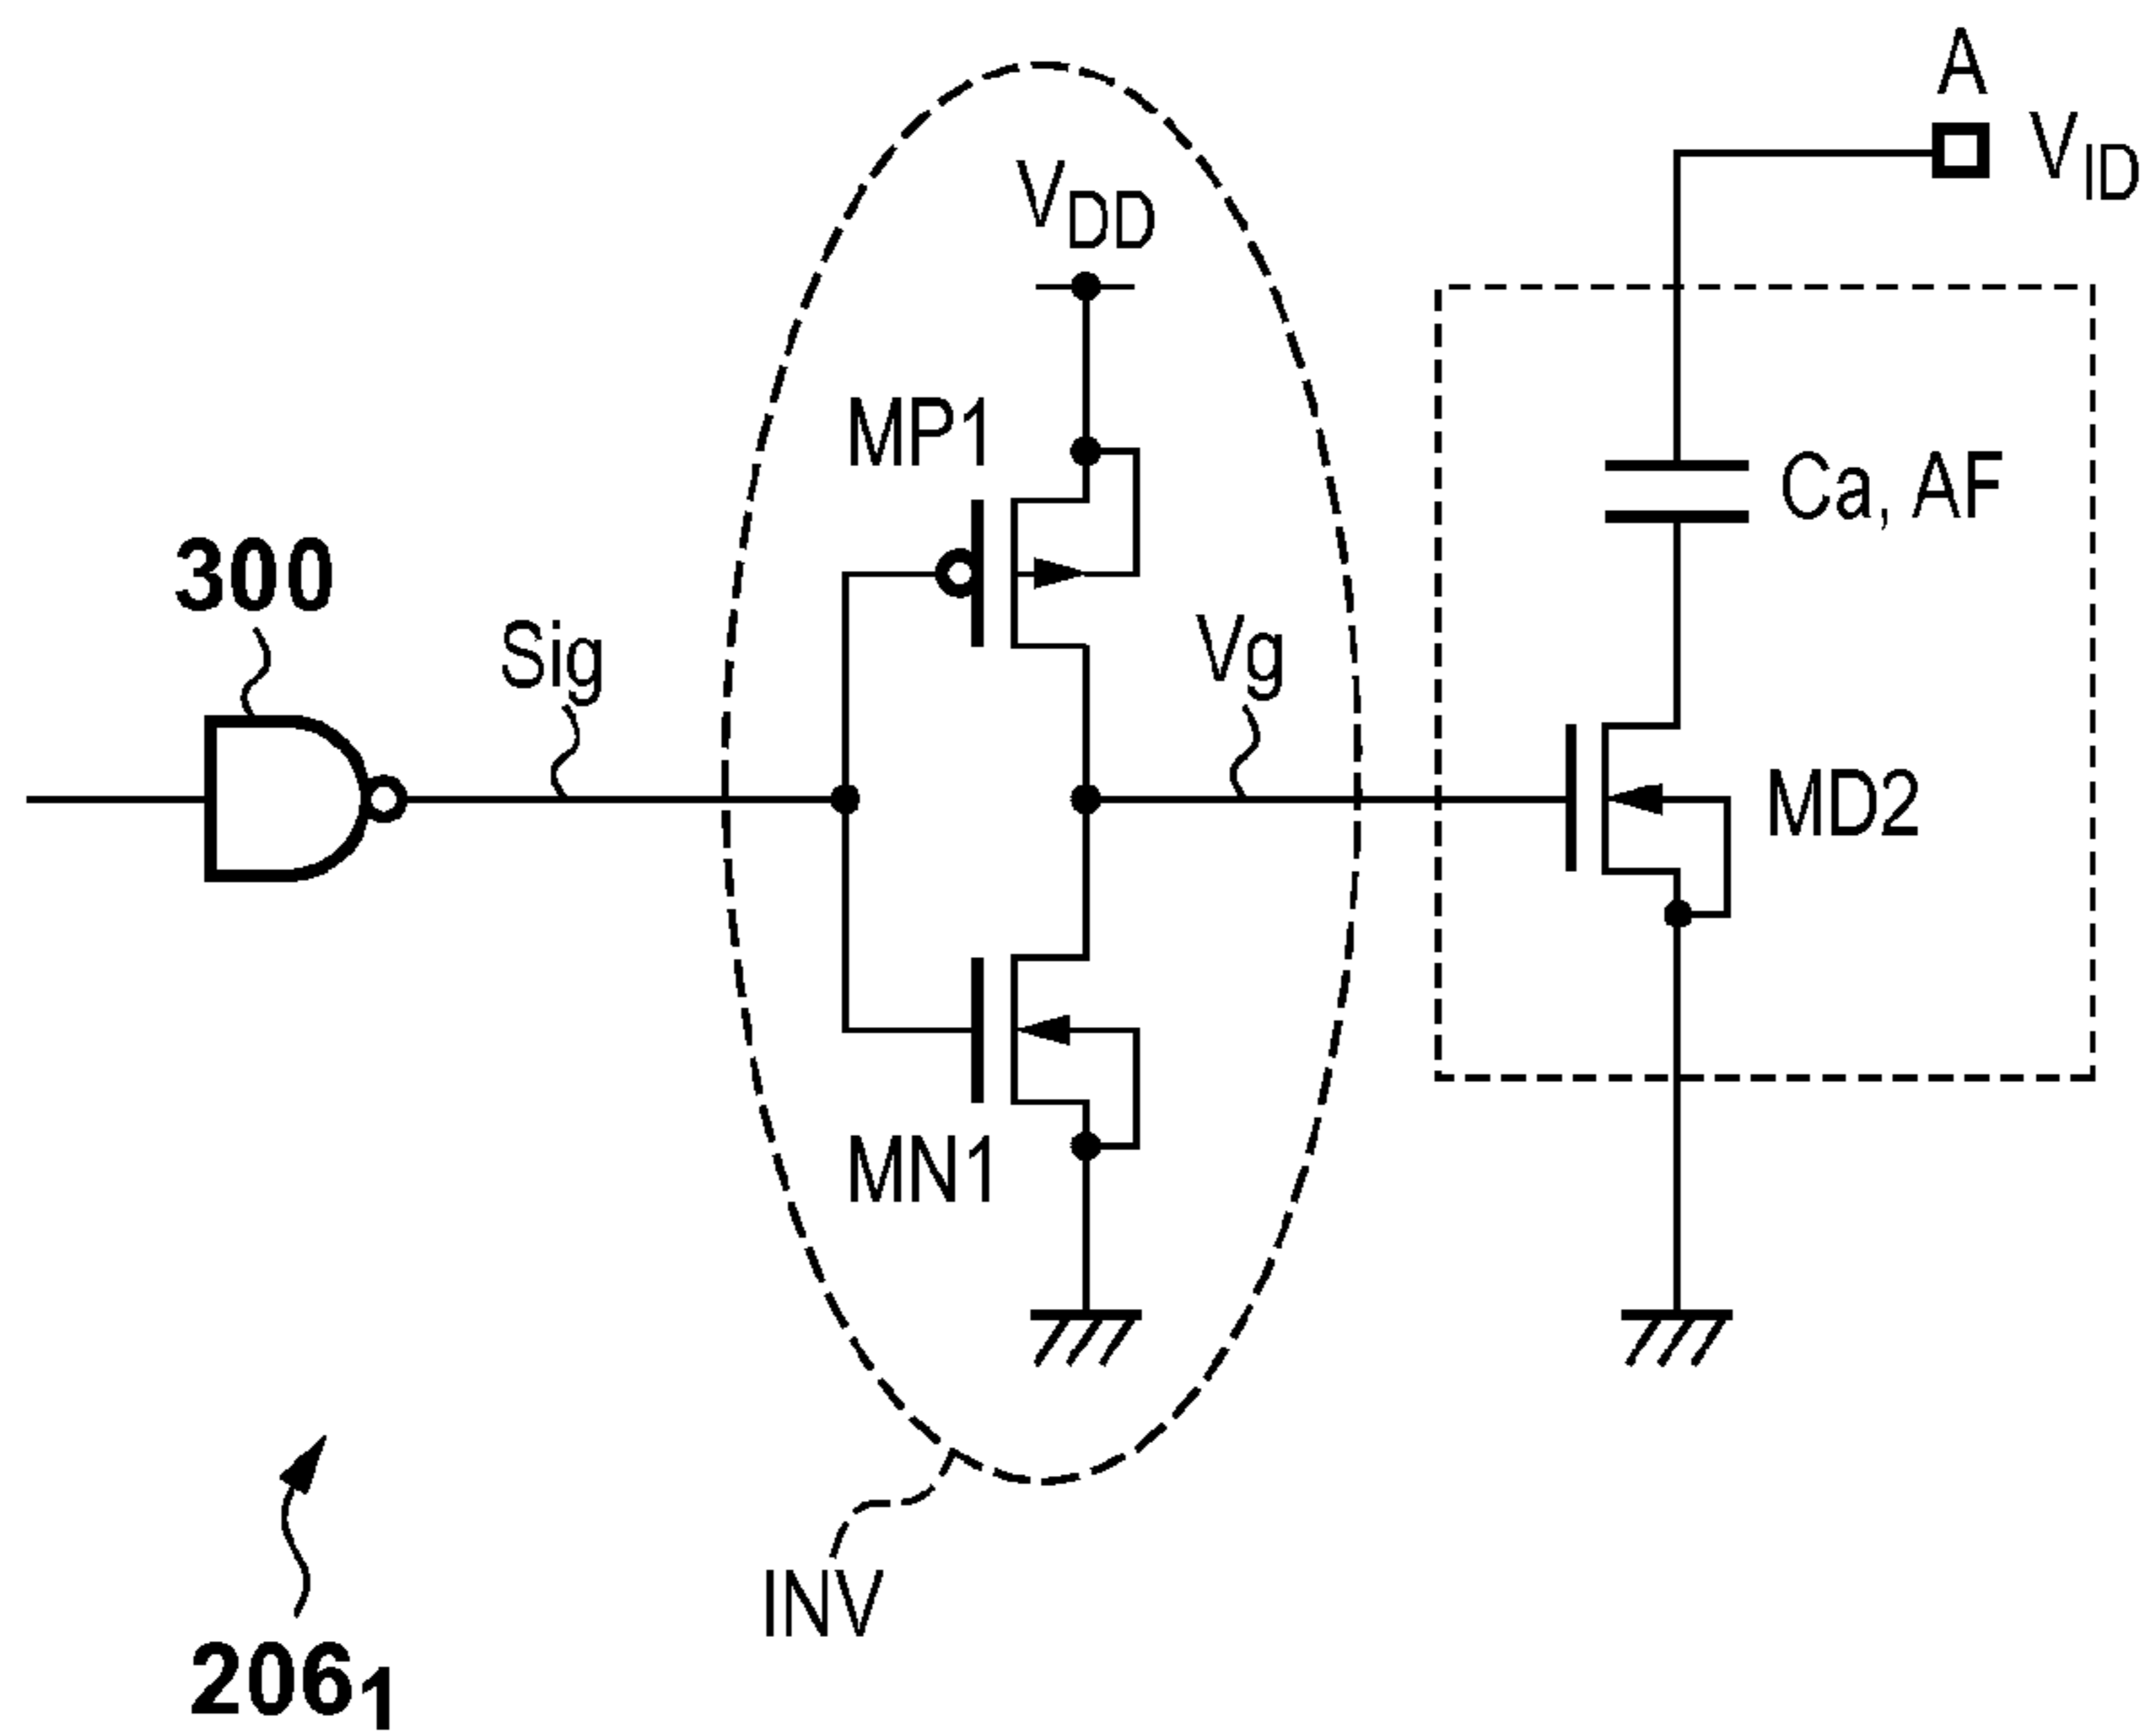 A
V_ID
V_DD
MP1
Ca, AF
300
Sig
Vg
MD2
MN1
INV
206_1